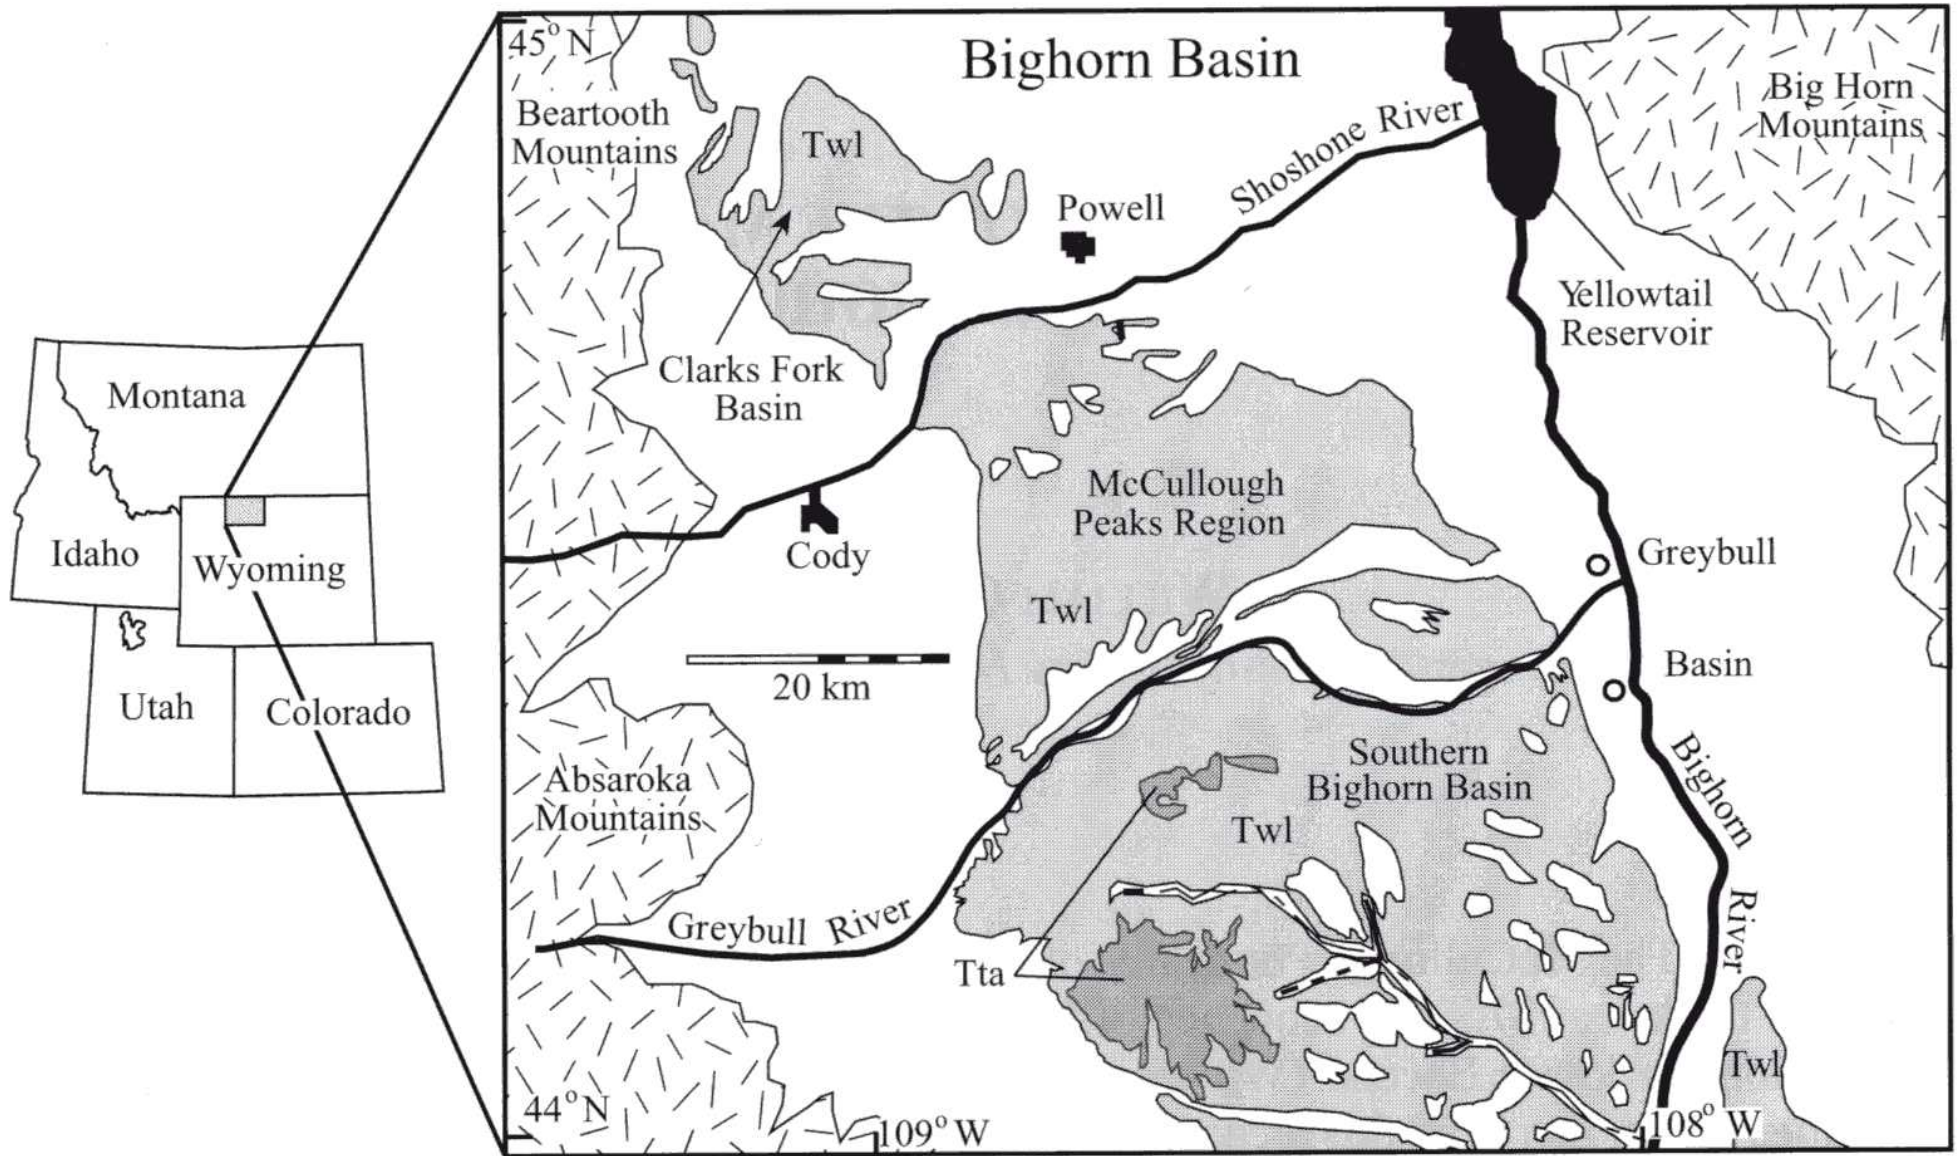 45° N
Bighorn Basin
Beartooth
Mountains
Twl
Big Horn
Mountains
Shoshone River
Powell
Yellowtail
Reservoir
Clarks Fork
Basin
Montana
McCullough
Peaks Region
Idaho
Wyoming
Cody
Greybull
Twl
Basin
20 km
Utah
Colorado
Southern
Bighorn Basin
Bighorn
River
Absaroka
Mountains
Twl
Greybull River
Tta
Twl
44° N
109° W
108° W